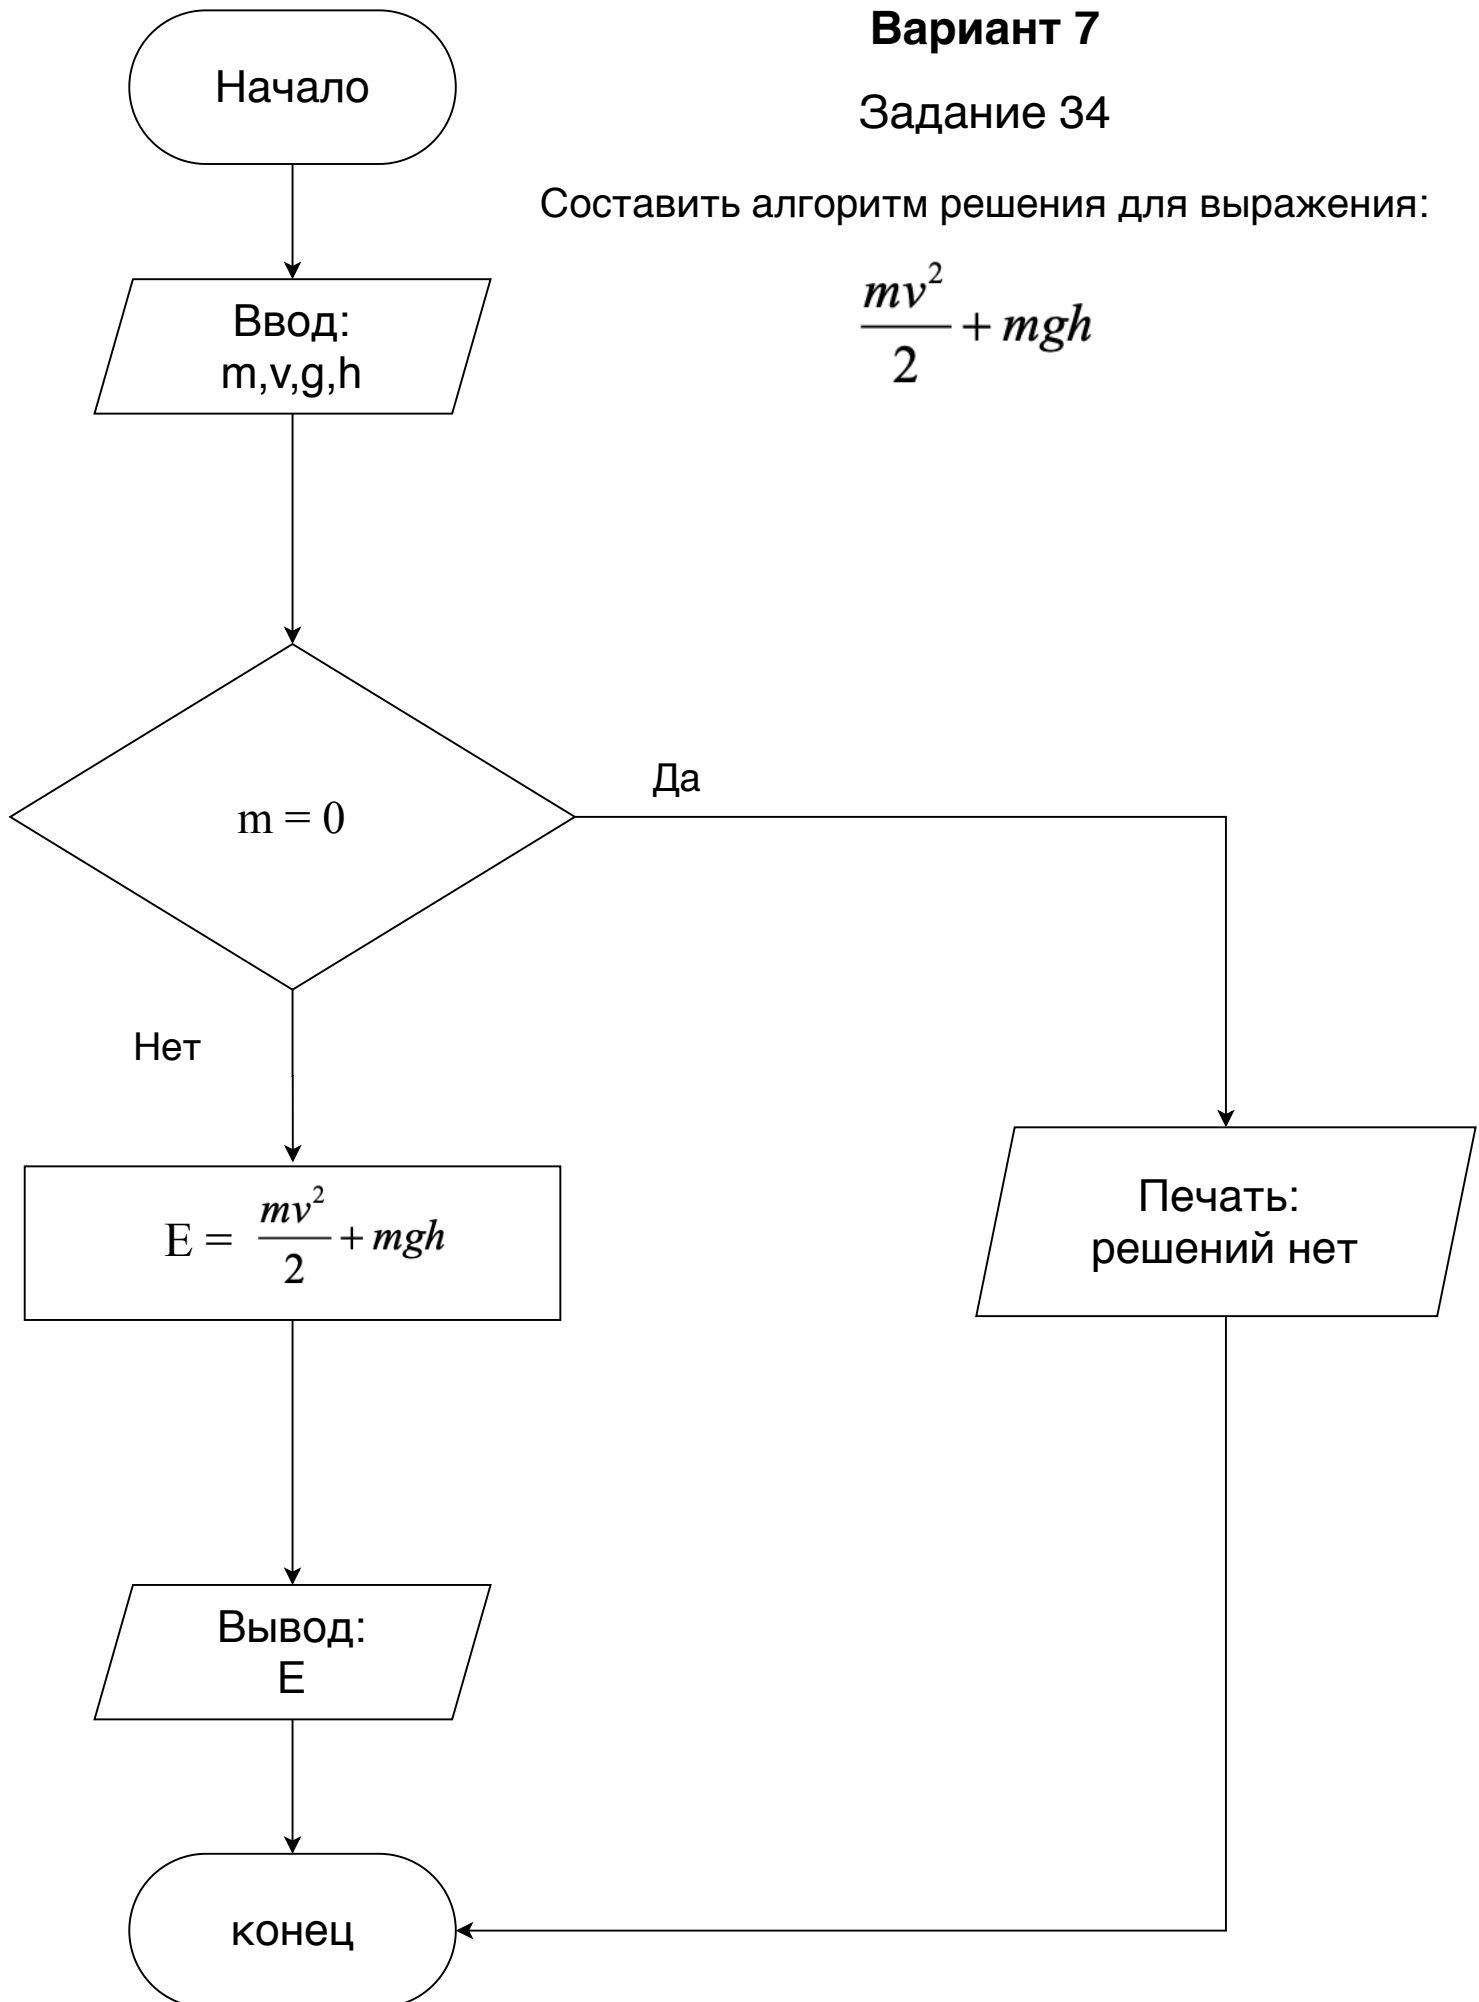 Вариант 7
Задание 34
Составить алгоритм решения для выражения:
mv²/2 + mgh
Начало
Ввод:
m,v,g,h
m = 0
Да
Нет
E = mv²/2 + mgh
Печать:
решений нет
Вывод:
E
конец